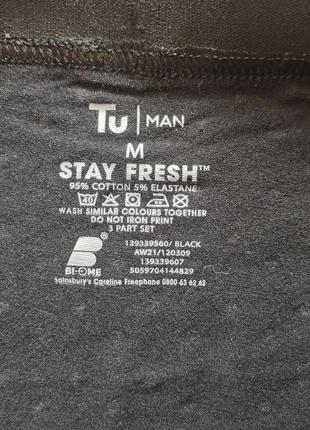 Tu | MAN
M
STAY FRESH™
95% COTTON 5% ELASTANE
40
WASH SIMILAR COLOURS TOGETHER
DO NOT IRON PRINT
3 PART SET
139339560/ BLACK
AW21/120309
139339607
5059704144829
B
BI-OME
Sainsbury's Careline Freephone 0800 63 62 62